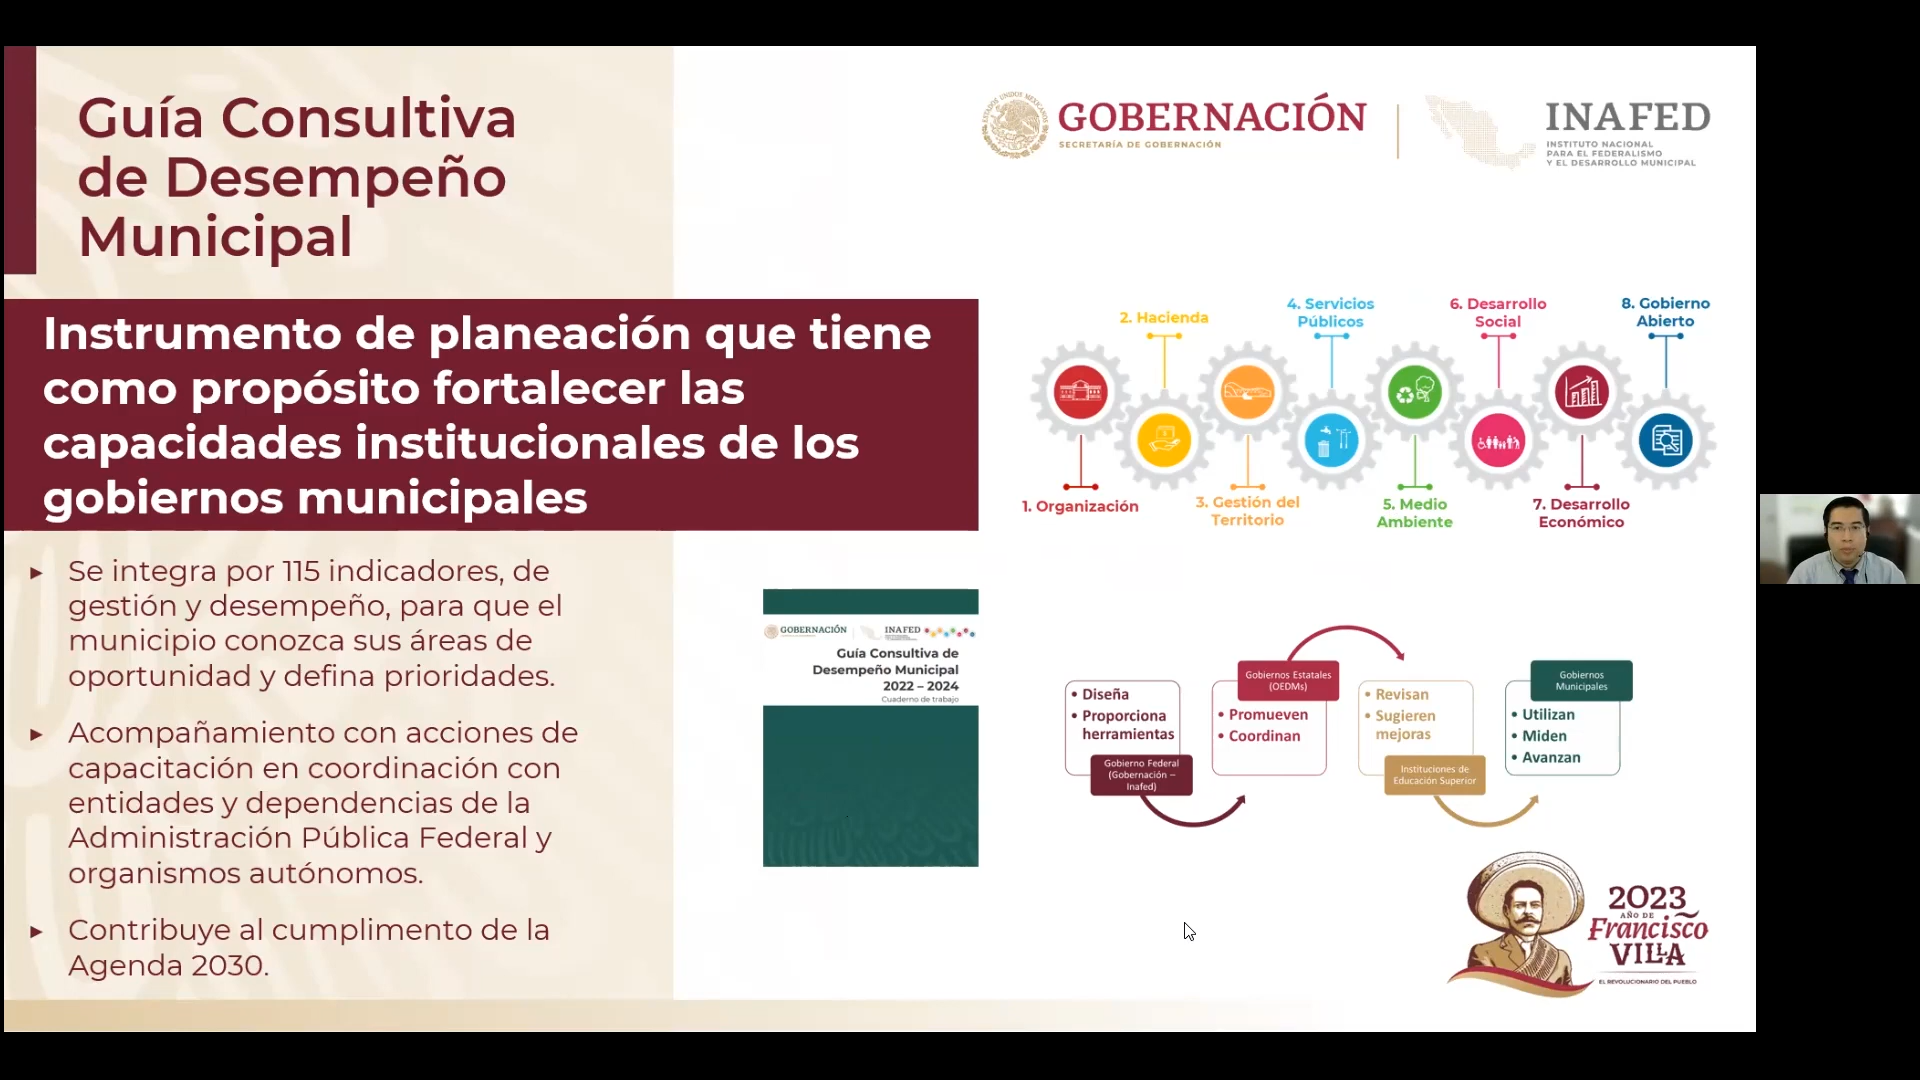 Guía Consultiva
de Desempeño
Municipal
GOBERNACIÓN
SECRETARÍA DE GOBERNACIÓN
INAFED
INSTITUTO NACIONAL
PARA EL FEDERALISMO
Y EL DESARROLLO MUNICIPAL
Instrumento de planeación que tiene
como propósito fortalecer las
capacidades institucionales de los
gobiernos municipales
▸ Se integra por 115 indicadores, de
gestión y desempeño, para que el
municipio conozca sus áreas de
oportunidad y defina prioridades.
▸ Acompañamiento con acciones de
capacitación en coordinación con
entidades y dependencias de la
Administración Pública Federal y
organismos autónomos.
▸ Contribuye al cumplimento de la
Agenda 2030.
2. Hacienda
4. Servicios
Públicos
6. Desarrollo
Social
8. Gobierno
Abierto
1. Organización
3. Gestión del
Territorio
5. Medio
Ambiente
7. Desarrollo
Económico
GOBERNACIÓN
INAFED
Guía Consultiva de
Desempeño Municipal
2022 – 2024
Cuaderno de trabajo
• Diseña
• Proporciona
herramientas
Gobierno Federal
(Gobernación –
Inafed)
Gobiernos Estatales
(OEDMs)
• Promueven
• Coordinan
• Revisan
• Sugieren
mejoras
Instituciones de
Educación Superior
Gobiernos
Municipales
• Utilizan
• Miden
• Avanzan
2023
AÑO DE
Francisco
VILLA
EL REVOLUCIONARIO DEL PUEBLO